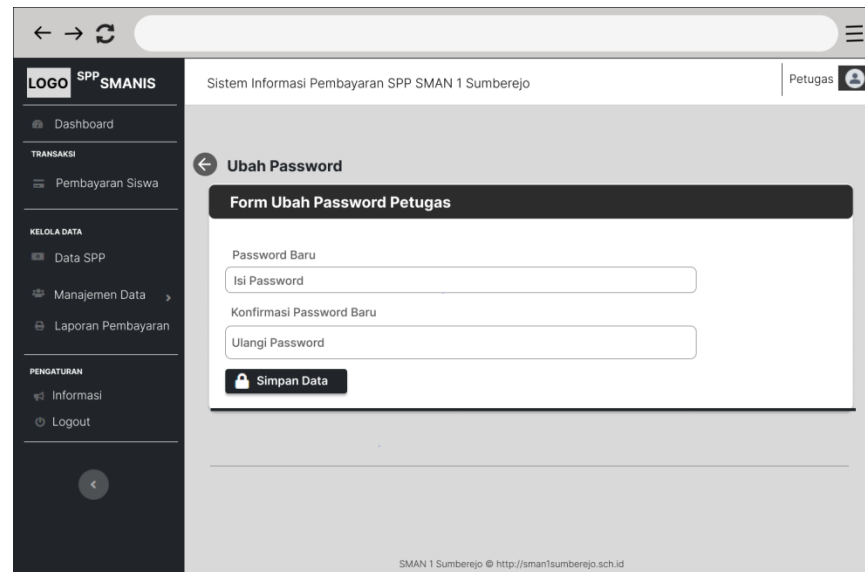 LOGO SPP SMANIS
Sistem Informasi Pembayaran SPP SMAN 1 Sumberejo
Petugas
Dashboard
TRANSAKSI
Pembayaran Siswa
KELOLA DATA
Data SPP
Manajemen Data
Laporan Pembayaran
PENGATURAN
Informasi
Logout
Ubah Password
Form Ubah Password Petugas
Password Baru
Isi Password
Konfirmasi Password Baru
Ulangi Password
Simpan Data
SMAN 1 Sumberejo © http://sman1sumberejo.sch.id